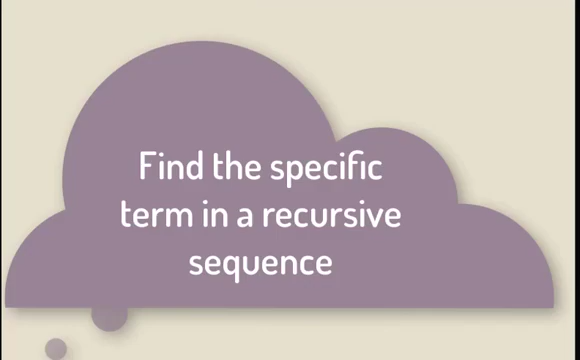 Find the specific
term in a recursive
sequence